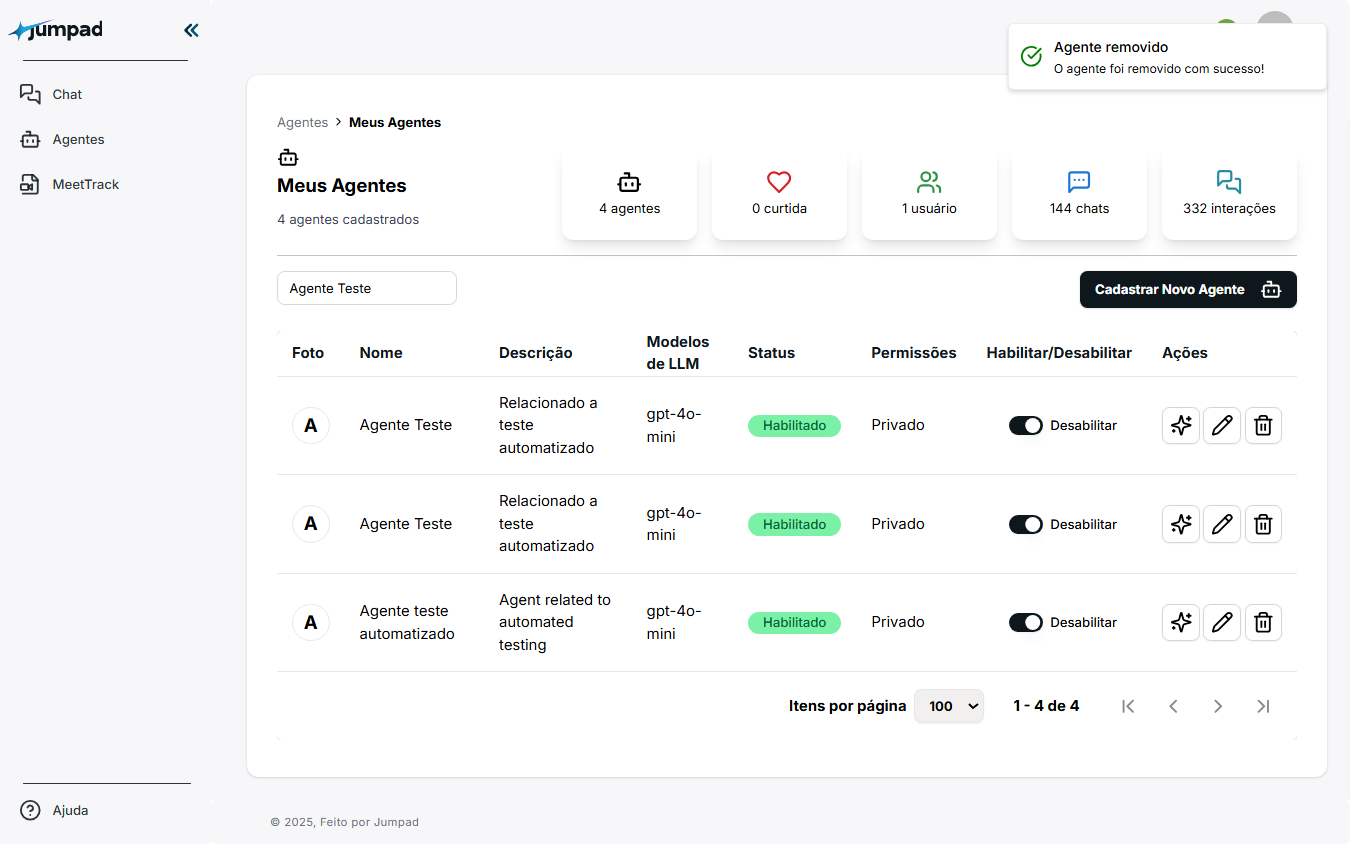 jumpad
Chat
Agentes
MeetTrack
Ajuda
Agente removido
O agente foi removido com sucesso!
Agentes > Meus Agentes
Meus Agentes
4 agentes cadastrados
4 agentes
0 curtida
1 usuário
144 chats
332 interações
Agente Teste
Cadastrar Novo Agente
Foto Nome Descrição Modelos de LLM Status Permissões Habilitar/Desabilitar Ações
A Agente Teste Relacionado a teste automatizado gpt-4o-mini Habilitado Privado Desabilitar
A Agente Teste Relacionado a teste automatizado gpt-4o-mini Habilitado Privado Desabilitar
A Agente teste automatizado Agent related to automated testing gpt-4o-mini Habilitado Privado Desabilitar
Itens por página 100 1 - 4 de 4
© 2025, Feito por Jumpad